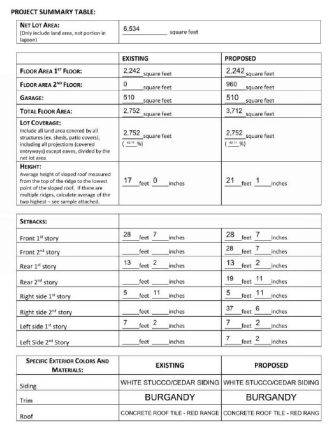 PROJECT SUMMARY TABLE:
NET LOT AREA:
(Only include land area, not portion in
lagoon)
6,534 square feet
EXISTING PROPOSED
FLOOR AREA 1ST FLOOR: 2,242 square feet 2,242 square feet
FLOOR AREA 2ND FLOOR: 0 square feet 960 square feet
GARAGE: 510 square feet 510 square feet
TOTAL FLOOR AREA: 2,752 square feet 3,712 square feet
LOT COVERAGE:
Include all land area covered by all
structures (ex. sheds, patio covers),
including all projections (covered
entryways) except eaves, divided by the
net lot area
2,752 square feet 2,752 square feet
( %) ( %)
HEIGHT:
Average height of sloped roof measured
from the top of the ridge to the lowest
point of the sloped roof. If there are
multiple ridges, calculate average of the
two highest – see sample attached.
17 feet 0 inches 21 feet 1 inches
SETBACKS:
Front 1st story 28 feet 7 inches 28 feet 7 inches
Front 2nd story feet inches 28 feet 7 inches
Rear 1st story 13 feet 2 inches 13 feet 2 inches
Rear 2nd story feet inches 19 feet 11 inches
Right side 1st story 5 feet 11 inches 5 feet 11 inches
Right side 2nd story feet inches 37 feet 6 inches
Left side 1st story 7 feet 2 inches 7 feet 2 inches
Left Side 2nd Story feet inches 7 feet 2 inches
SPECIFIC EXTERIOR COLORS AND
MATERIALS:
EXISTING PROPOSED
Siding WHITE STUCCO/CEDAR SIDING WHITE STUCCO/CEDAR SIDING
Trim BURGANDY BURGANDY
Roof CONCRETE ROOF TILE - RED RANGE CONCRETE ROOF TILE - RED RANG